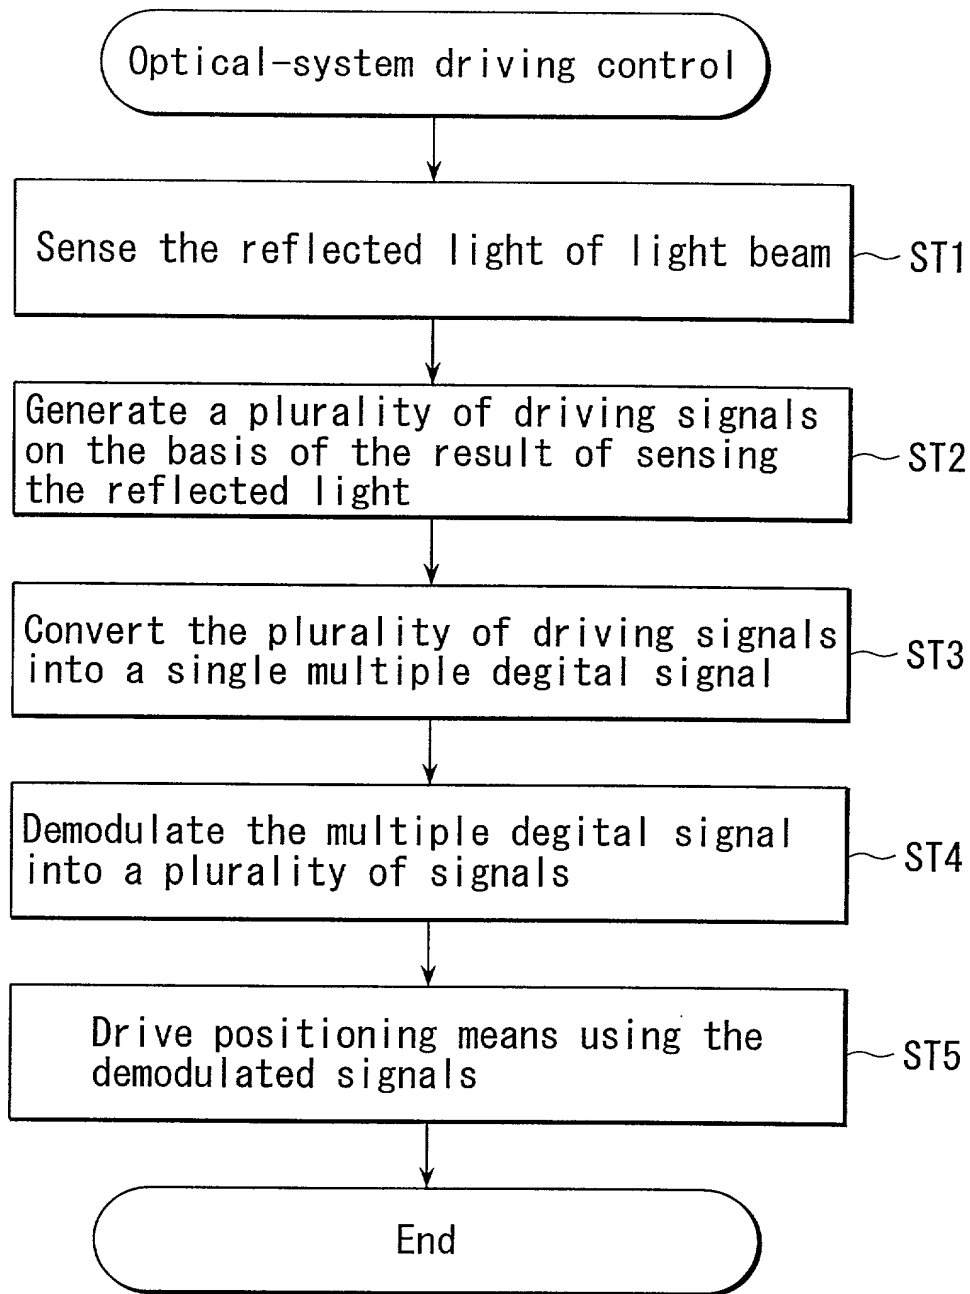 Optical-system driving control
Sense the reflected light of light beam
ST1
Generate a plurality of driving signals
on the basis of the result of sensing
the reflected light
ST2
Convert the plurality of driving signals
into a single multiple degital signal
ST3
Demodulate the multiple degital signal
into a plurality of signals
ST4
Drive positioning means using the
demodulated signals
ST5
End